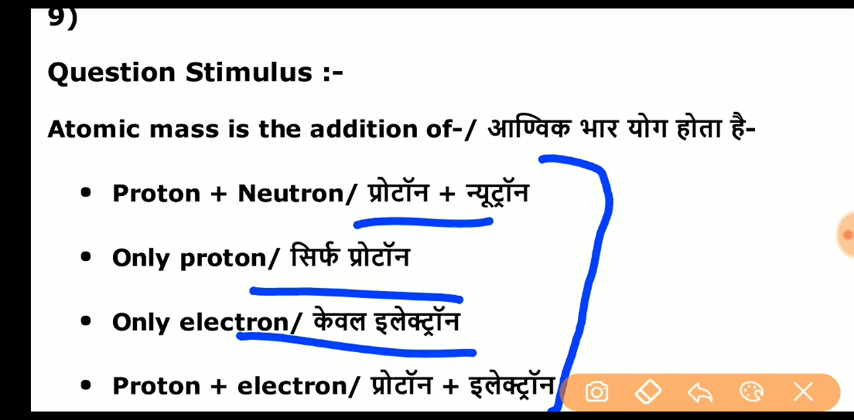 9)
Question Stimulus :-
Atomic mass is the addition of-/ आण्विक भार योग होता है-
• Proton + Neutron/ प्रोटॉन + न्यूट्रॉन
• Only proton/ सिर्फ प्रोटॉन
• Only electron/ केवल इलेक्ट्रॉन
• Proton + electron/ प्रोटॉन + इलेक्ट्रॉन